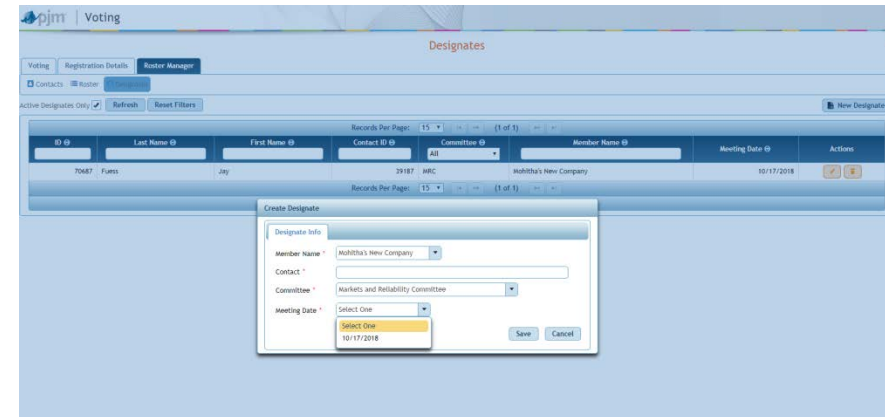 pjm | Voting
Designates
Voting Registration Details Roster Manager
Contacts Roster
Active Designates Only Refresh Reset Filters New Designate
Records Per Page: 15 (1 of 1)
ID Last Name First Name Contact ID Committee Member Name Meeting Date Actions
All
70687 Fuess Jay 39187 MRC Mohitha's New Company 10/17/2018
Records Per Page: 15 (1 of 1)
Create Designate
Designate Info
Member Name * Mohitha's New Company
Contact *
Committee * Markets and Reliability Committee
Meeting Date * Select One
Select One
10/17/2018
Save Cancel